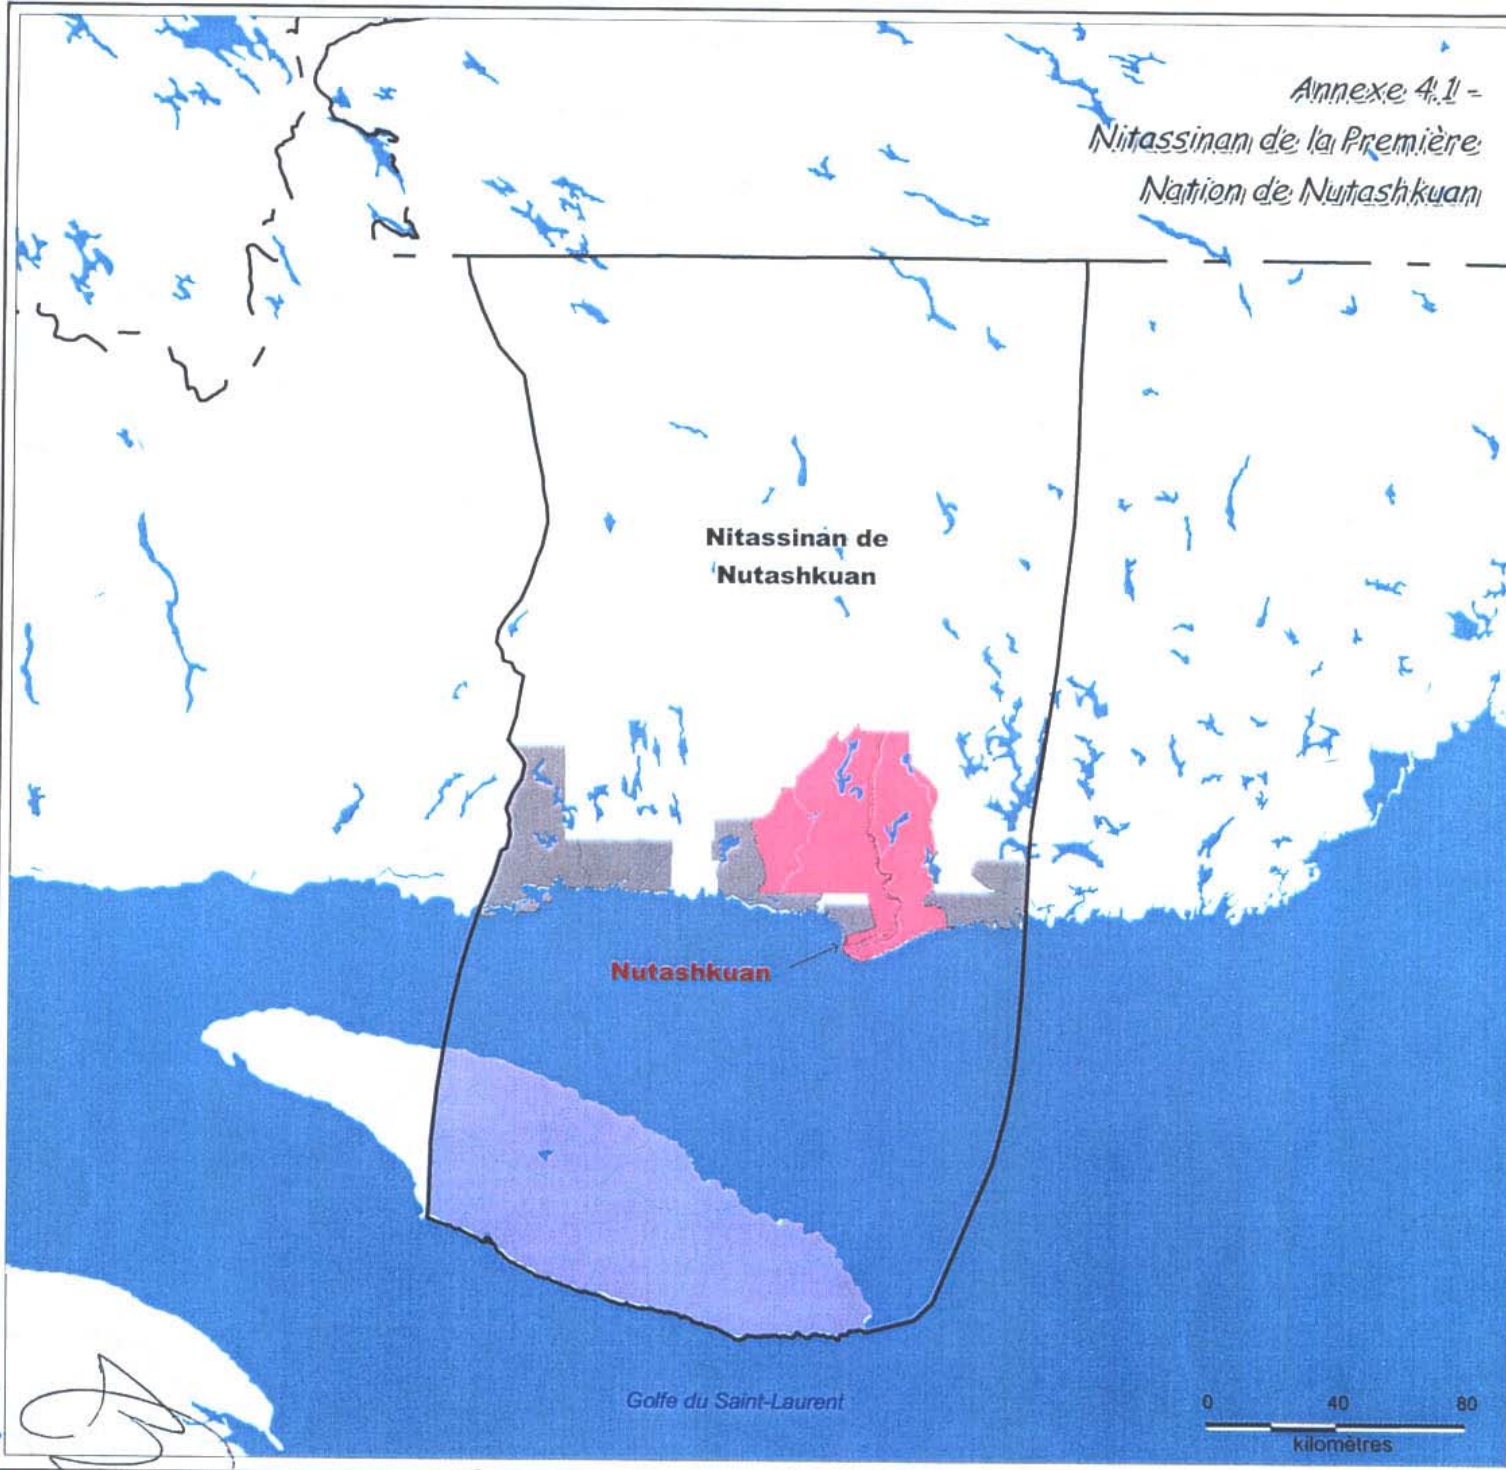 Annexe 4.1 -
Nitassinan de la Première
Nation de Nutashkuan
Nitassinan de
Nutashkuan
Nutashkuan
Golfe du Saint-Laurent
0 40 80
kilomètres